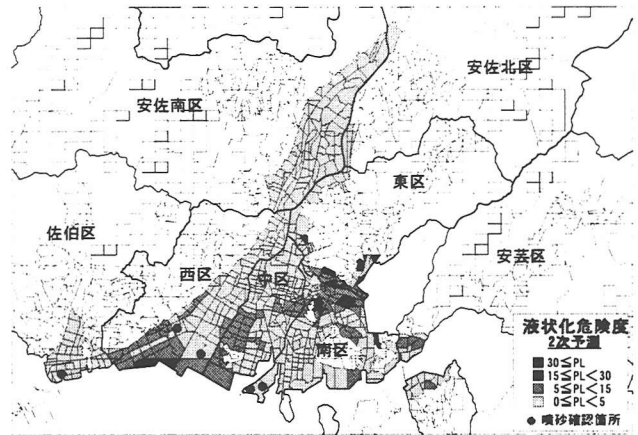 安佐北区
安佐南区
東区
佐伯区
安芸区
西区
中区
南区
液状化危険度
2次予測
30≦PL
15≦PL<30
5≦PL<15
0≦PL<5
噴砂確認箇所